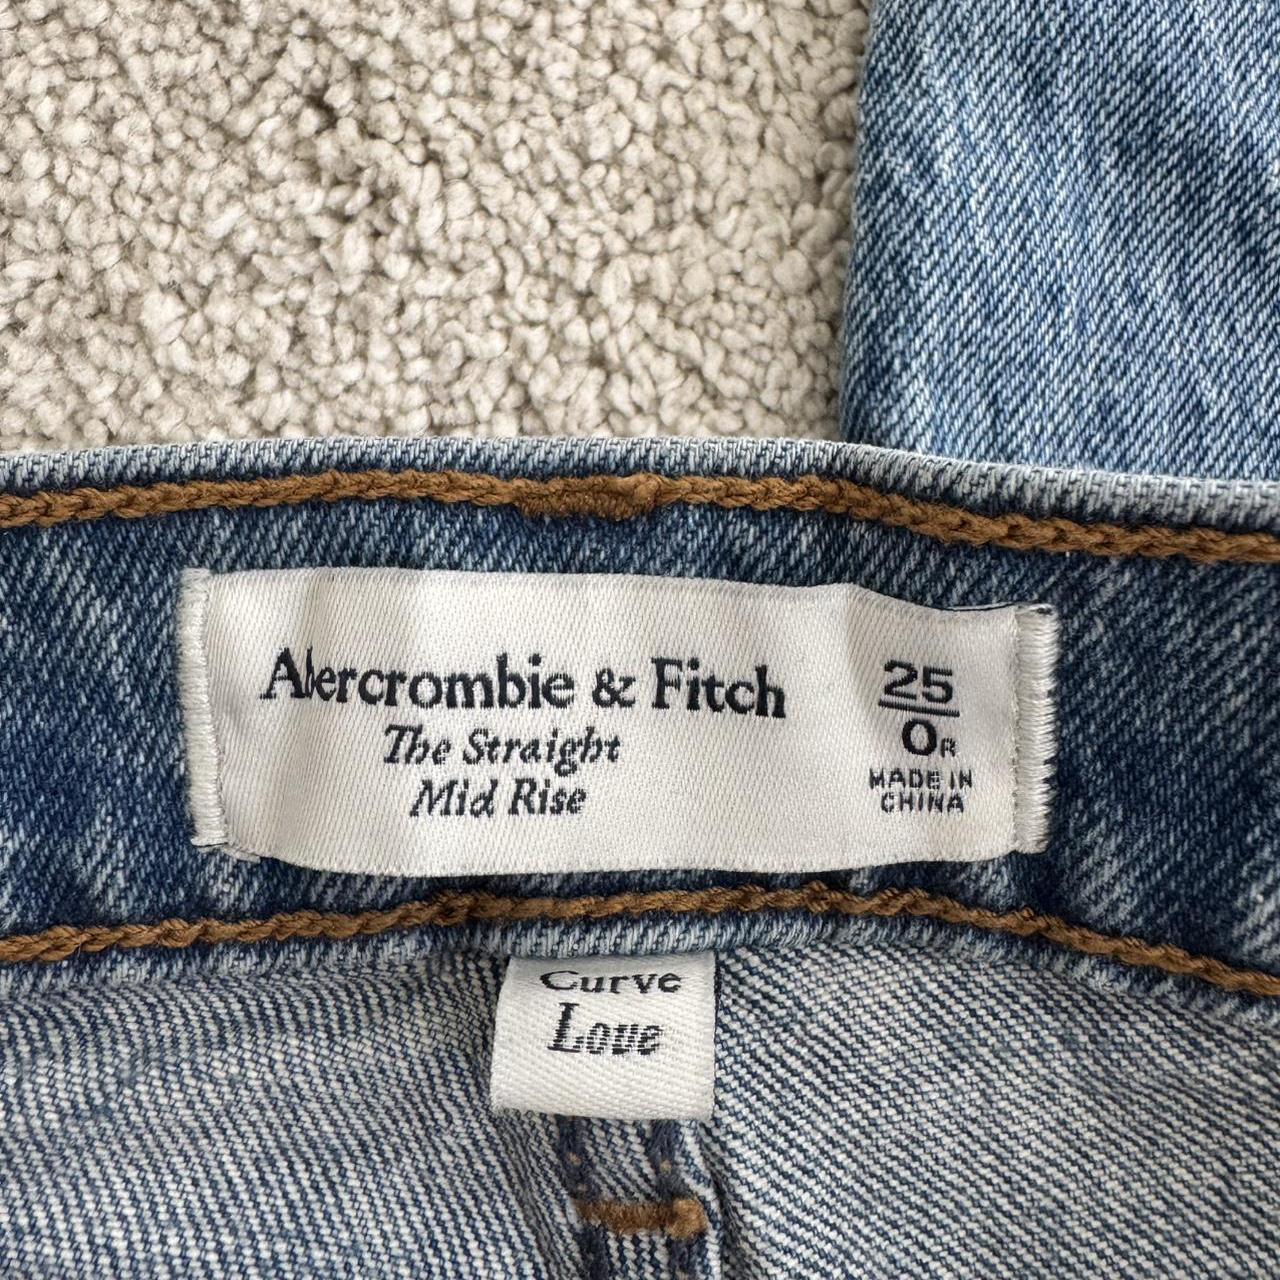 Abercrombie & Fitch
The Straight
Mid Rise
25
0R
MADE IN
CHINA
Curve
Love